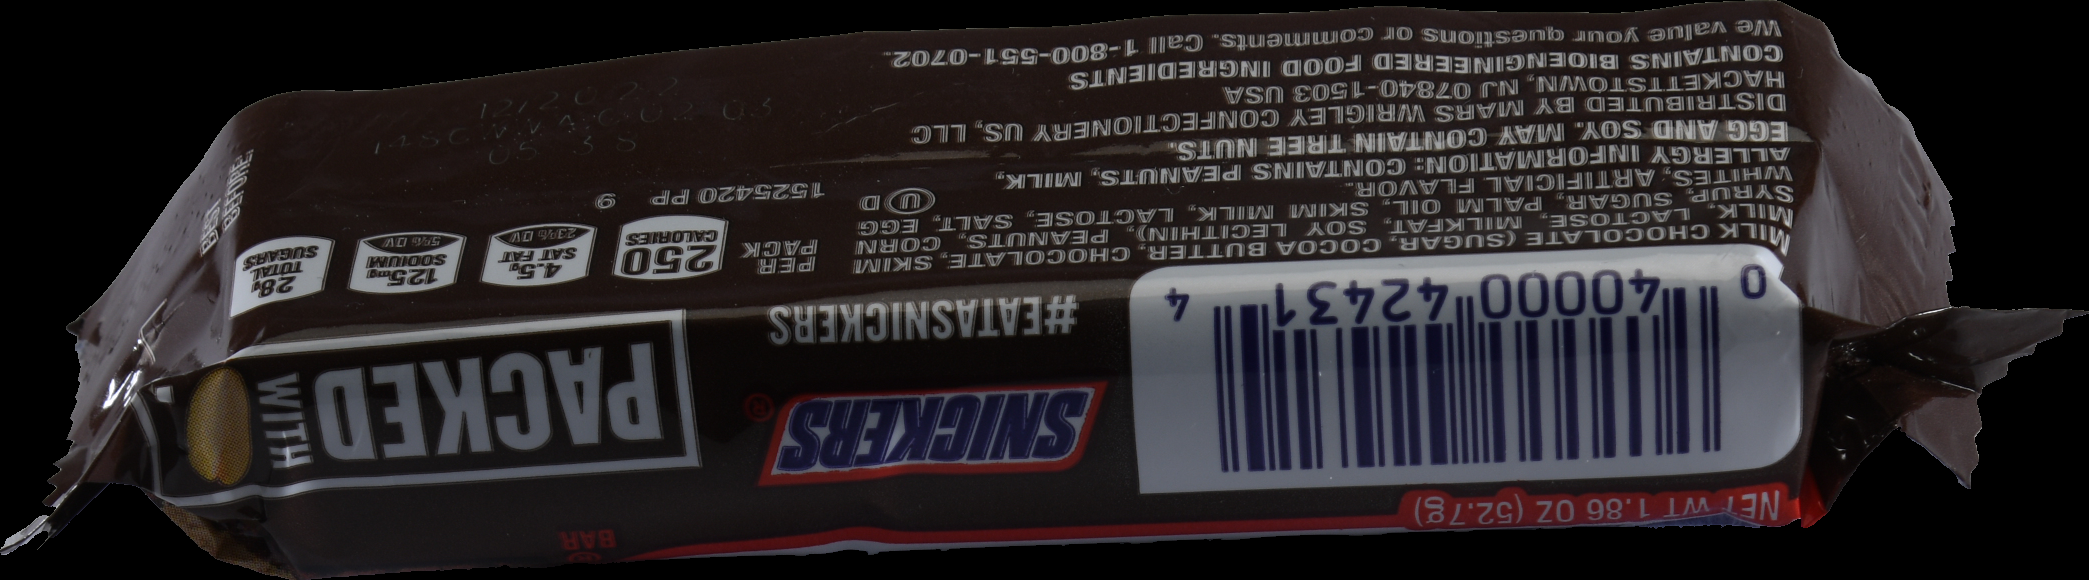 NET WT 1.86 OZ (52.7g)
BAR
SNICKERS®
#EATASNICKERS
PACKED
WITH
0 40000 42431 4
MILK CHOCOLATE (SUGAR, COCOA BUTTER, CHOCOLATE, SKIM
MILK, LACTOSE, MILKFAT, SOY LECITHIN), PEANUTS, CORN
SYRUP, SUGAR, PALM OIL, SKIM MILK, LACTOSE, SALT, EGG
WHITES, ARTIFICIAL FLAVOR.
ALLERGY INFORMATION: CONTAINS PEANUTS, MILK,
EGG AND SOY. MAY CONTAIN TREE NUTS.
DISTRIBUTED BY MARS WRIGLEY CONFECTIONERY US, LLC
HACKETTSTOWN, NJ 07840-1503 USA
CONTAINS BIOENGINEERED FOOD INGREDIENTS
We value your questions or comments. Call 1-800-551-0702.
U D
PER
PACK
250
CALORIES
4.5g
SAT FAT
23% DV
125mg
SODIUM
5% DV
28g
TOTAL
SUGARS
1525420 PP 9
BEST
BEFORE: